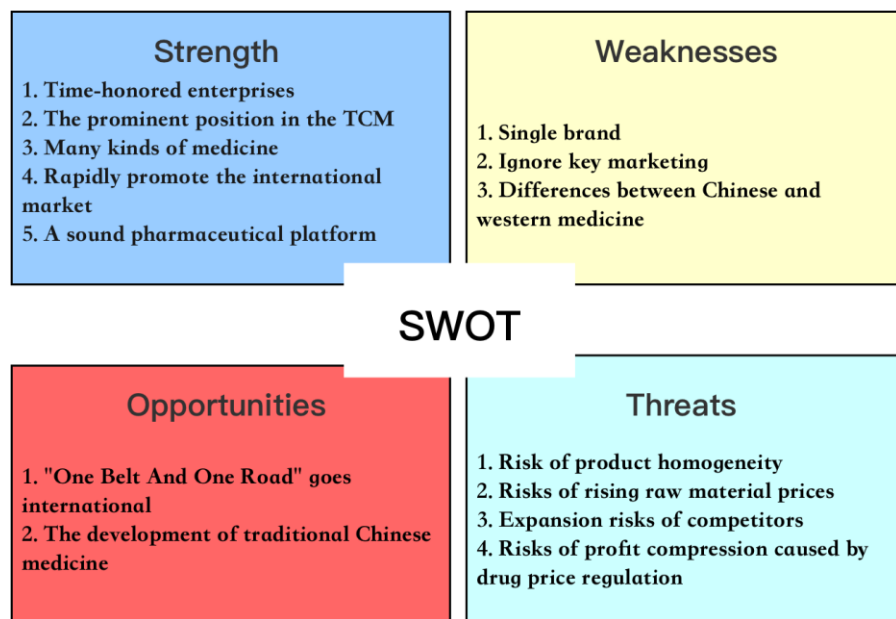 Strength
1. Time-honored enterprises
2. The prominent position in the TCM
3. Many kinds of medicine
4. Rapidly promote the international
market
5. A sound pharmaceutical platform
Weaknesses
1. Single brand
2. Ignore key marketing
3. Differences between Chinese and
western medicine
SWOT
Opportunities
1. "One Belt And One Road" goes
international
2. The development of traditional Chinese
medicine
Threats
1. Risk of product homogeneity
2. Risks of rising raw material prices
3. Expansion risks of competitors
4. Risks of profit compression caused by
drug price regulation